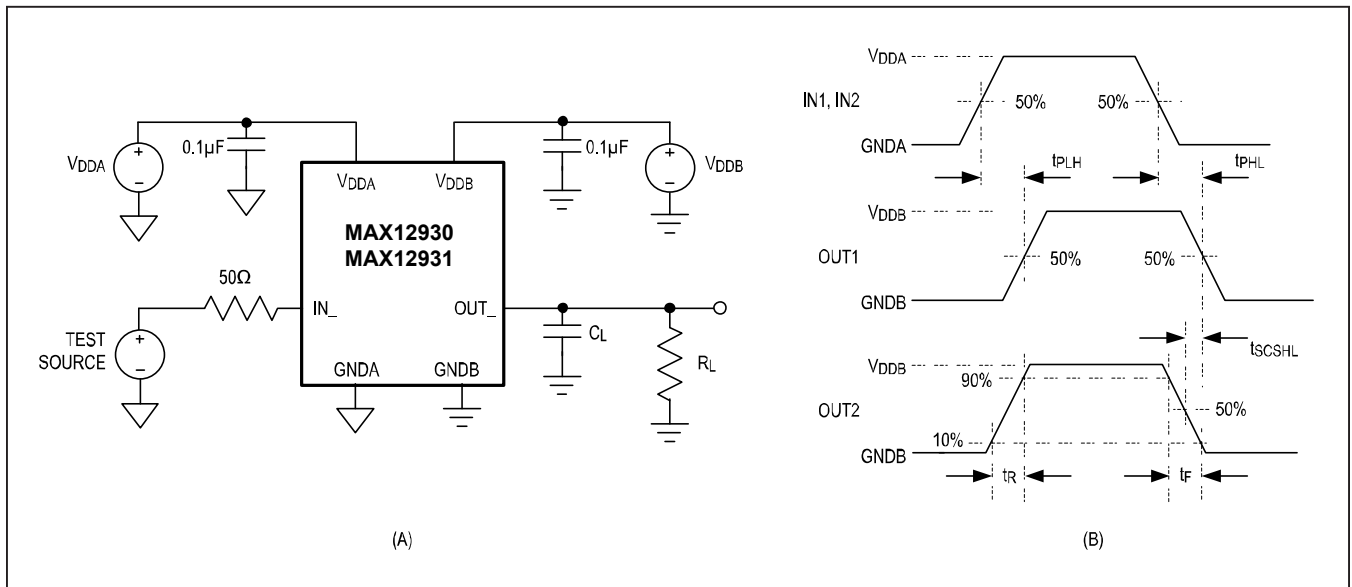 VDDA
0.1µF
0.1µF
VDDB
VDDA
VDDB
MAX12930
MAX12931
50Ω
IN_
OUT_
TEST
SOURCE
CL
RL
GNDA
GNDB
(A)
VDDA
IN1, IN2
50%
50%
GNDA
tPLH
tPHL
VDDB
OUT1
50%
50%
GNDB
tSCSHL
VDDB
90%
OUT2
50%
10%
GNDB
tR
tF
(B)